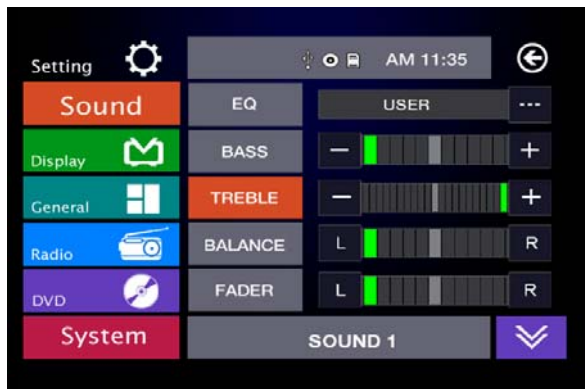 Setting AM 11:35
Sound EQ USER ---
Display BASS − +
General TREBLE − +
Radio BALANCE L R
DVD FADER L R
System SOUND 1